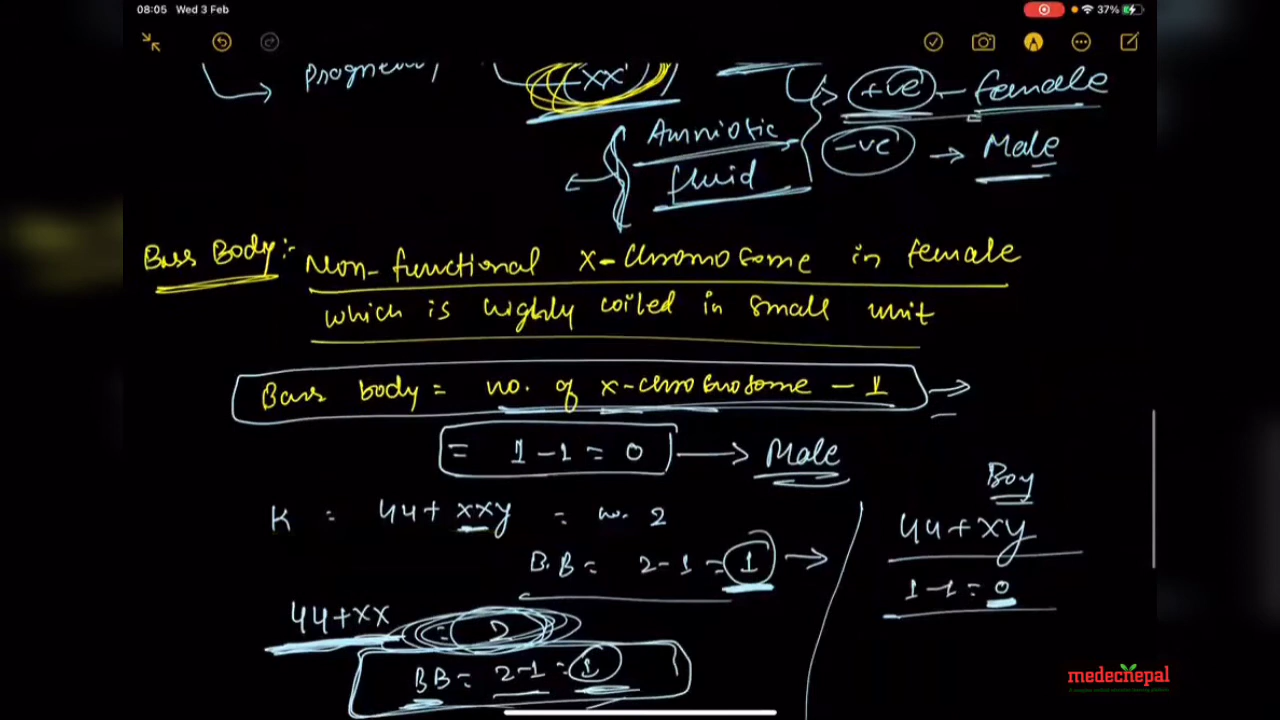 08:05 Wed 3 Feb
37%
(XX)
+ve - female
Amniotic
fluid
-ve → Male
Barr Body:- Non-functional X-Chromosome in female
which is highly coiled in small unit
Barr body = no. of x-chromosome - 1 →
= 1-1 = 0 → Male
Boy
K = 44+xxy = no. 2
44+xy
B.B = 2-1 = 1 →
1-1=0
44+xx = 2
BB = 2-1 = 1
medecnepal